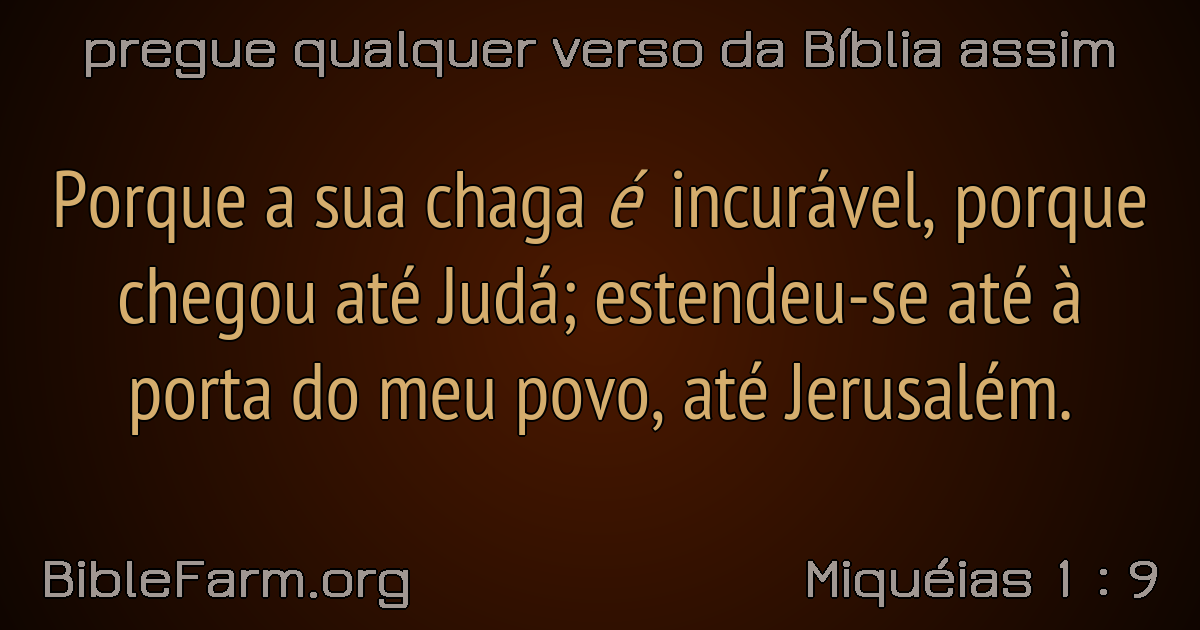 pregue qualquer verso da Bíblia assim
Porque a sua chaga é incurável, porque
chegou até Judá; estendeu-se até à
porta do meu povo, até Jerusalém.
BibleFarm.org
Miquéias 1 : 9